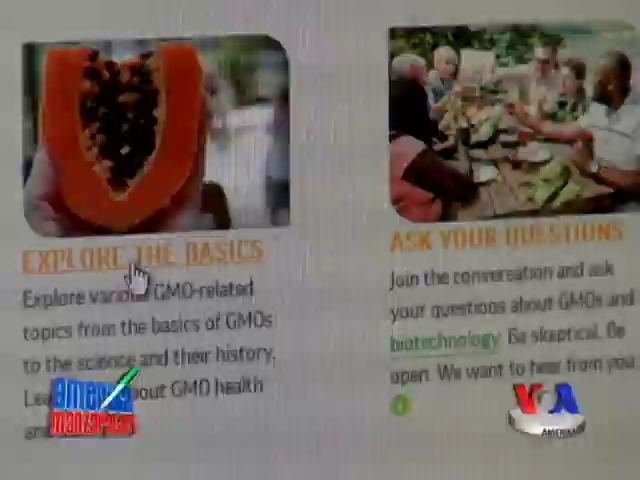 EXPLORE THE BASICS
Explore various GMO-related
topics from the basics of GMOs
to the science and their history.
about GMO health
ASK YOUR QUESTIONS
Join the conversation and ask
your questions about GMOs and
biotechnology. Be skeptical. Be
open. We want to hear from you.
VOA